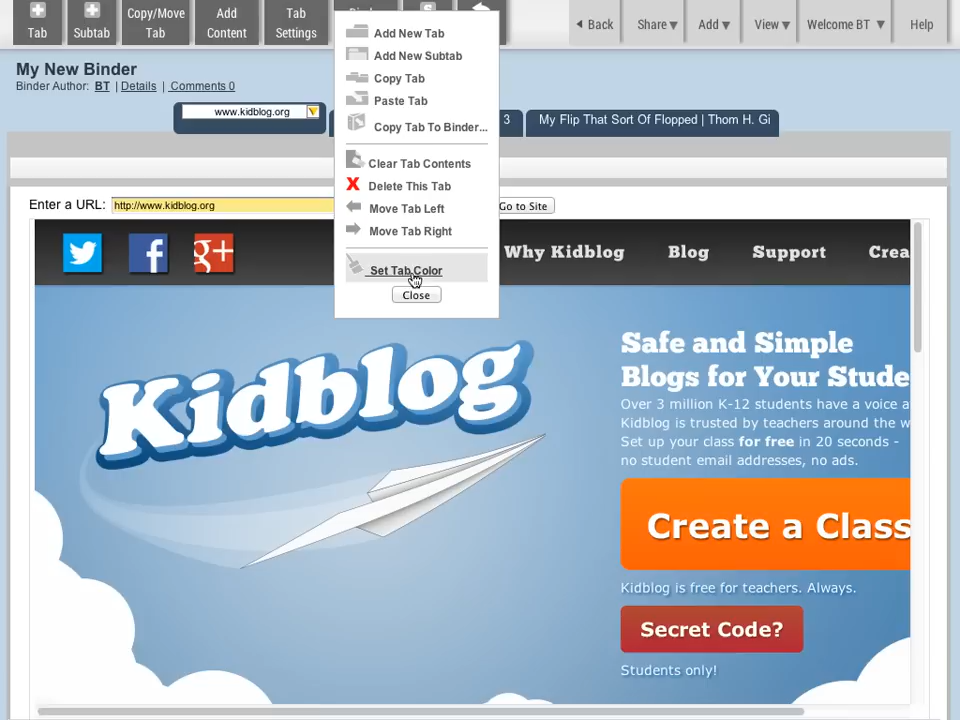 Tab
Subtab
Copy/Move
Tab
Add
Content
Tab
Settings
Back
Share
Add
View
Welcome BT
Help
My New Binder
Binder Author: BT | Details | Comments 0
www.kidblog.org
3
My Flip That Sort Of Flopped | Thom H. Gi
Add New Tab
Add New Subtab
Copy Tab
Paste Tab
Copy Tab To Binder...
Clear Tab Contents
Delete This Tab
Move Tab Left
Move Tab Right
Set Tab Color
Close
Enter a URL: http://www.kidblog.org
Go to Site
Why Kidblog
Blog
Support
Crea
Kidblog
Safe and Simple
Blogs for Your Stude
Over 3 million K-12 students have a voice a
Kidblog is trusted by teachers around the w
Set up your class for free in 20 seconds -
no student email addresses, no ads.
Create a Class
Kidblog is free for teachers. Always.
Secret Code?
Students only!